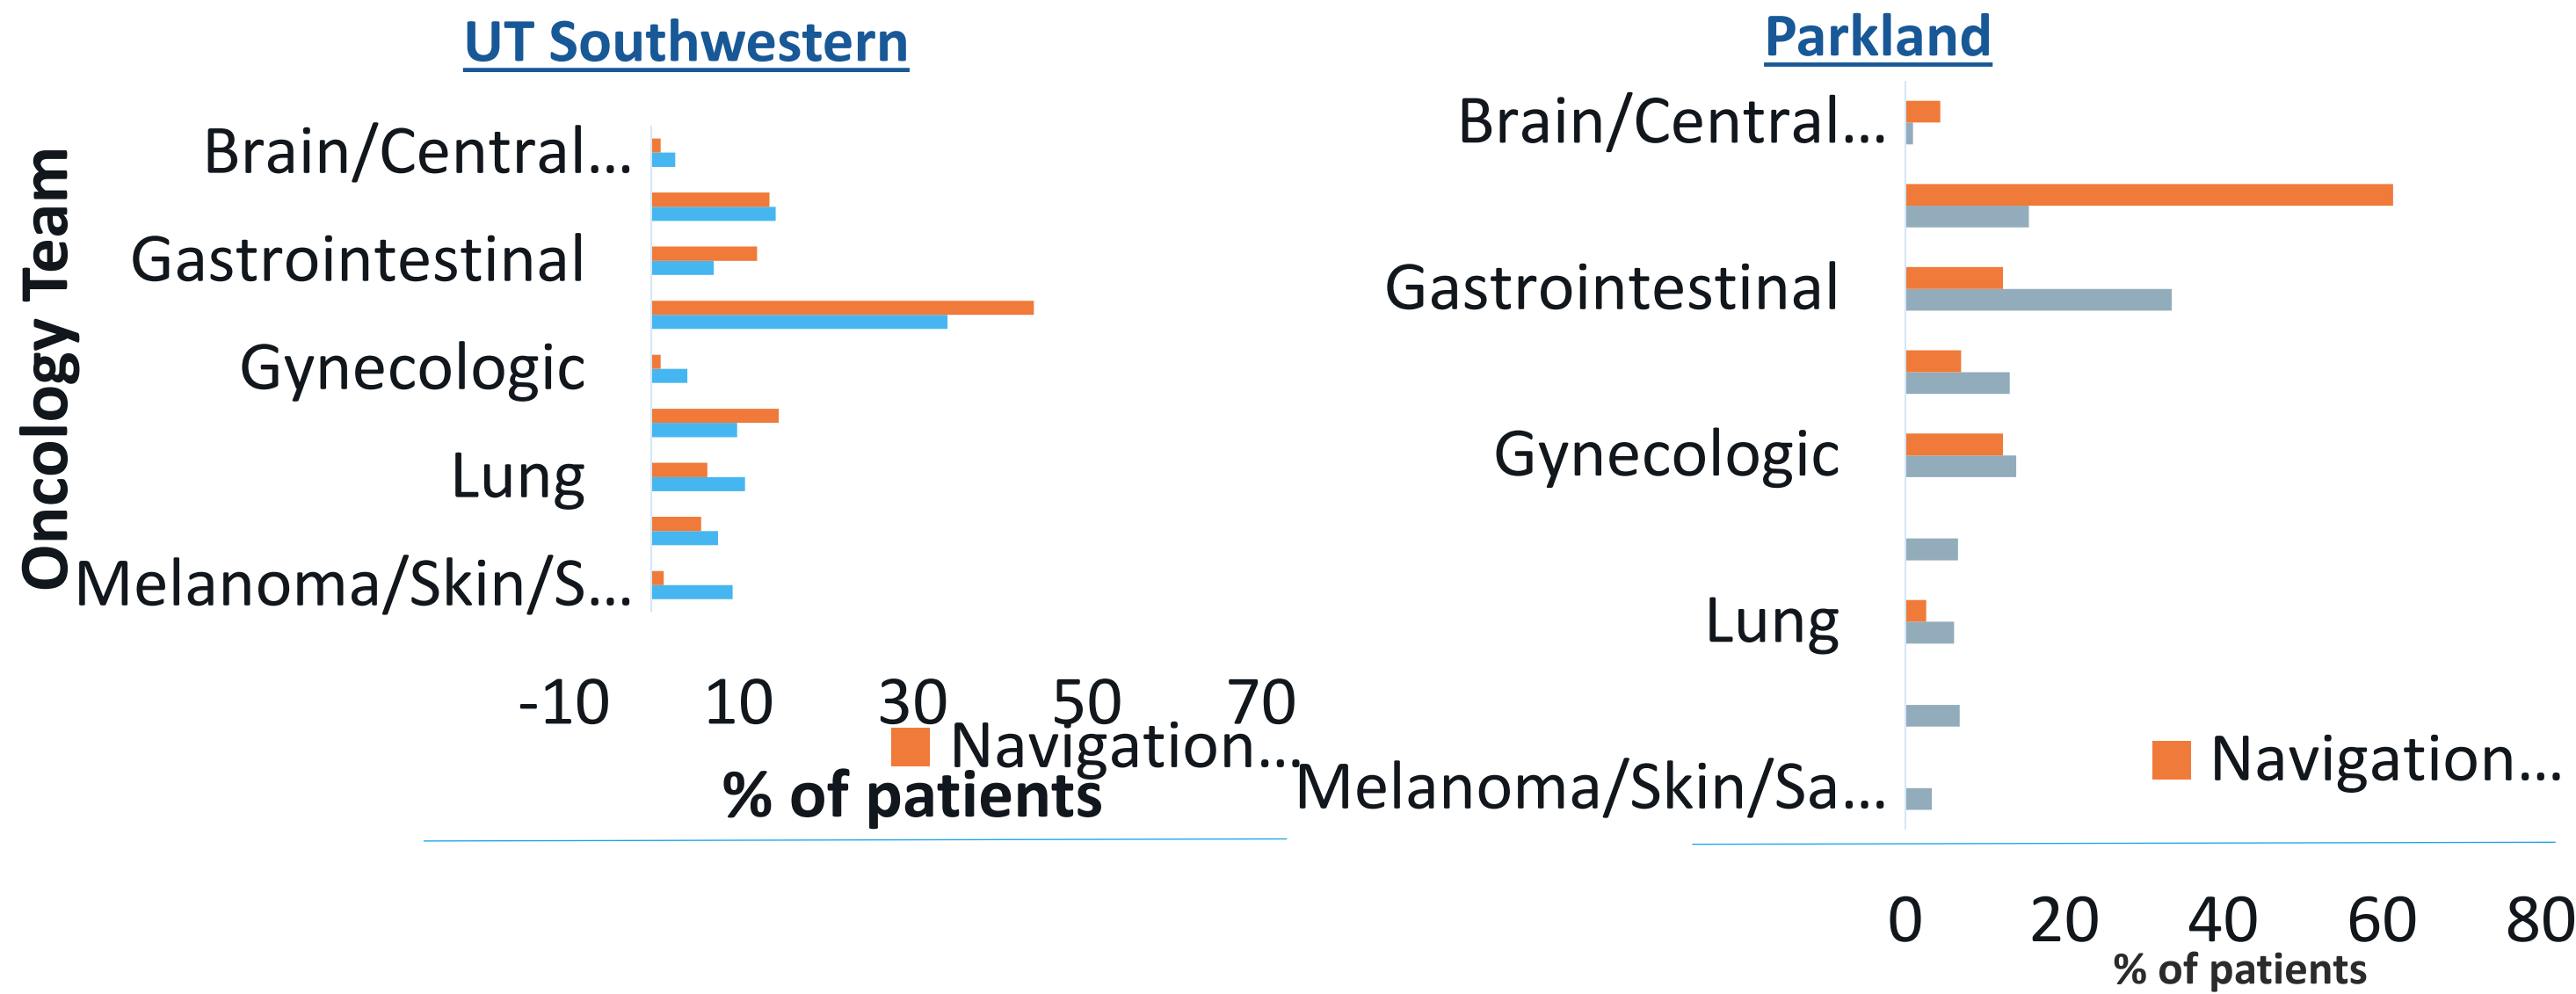 UT Southwestern
Oncology Team
Brain/Central...
Gastrointestinal
Gynecologic
Lung
Melanoma/Skin/S...
-10 10 30 50 70
Navigation...
% of patients
Parkland
Brain/Central...
Gastrointestinal
Gynecologic
Lung
Melanoma/Skin/Sa...
Navigation...
0 20 40 60 80
% of patients